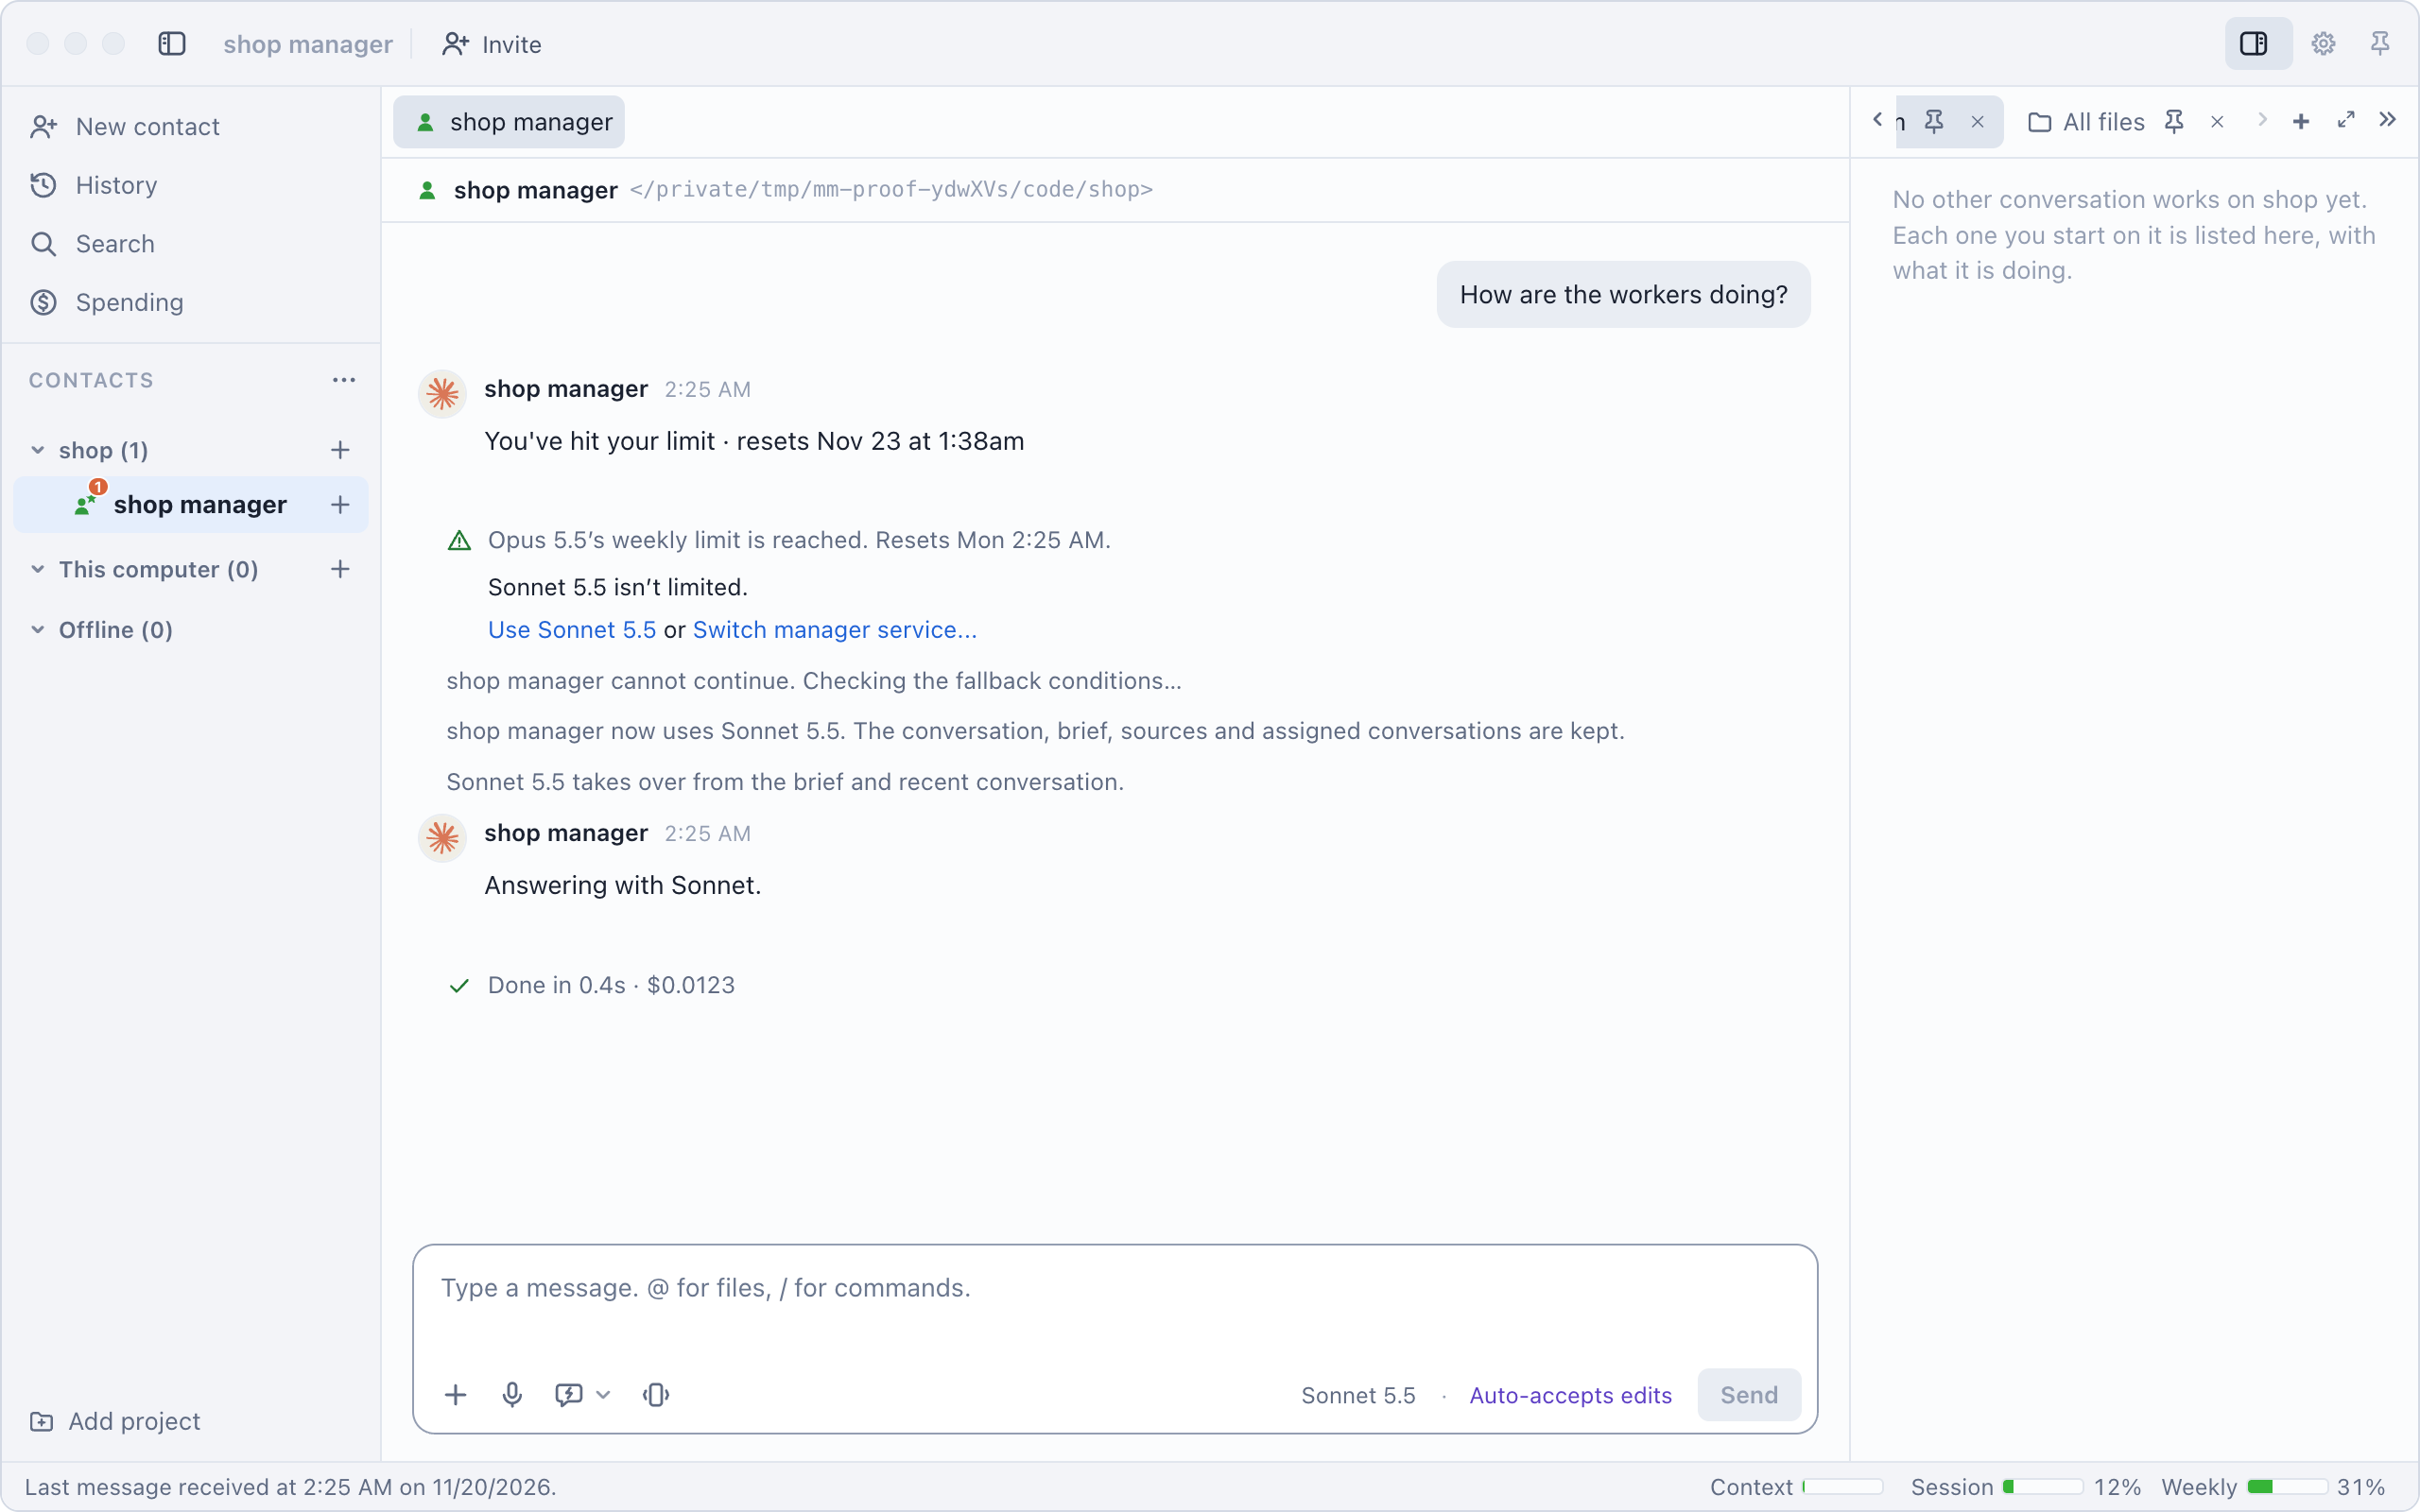 shop manager
Invite
New contact
History
Search
Spending
CONTACTS
shop (1)
1
shop manager
This computer (0)
Offline (0)
Add project
shop manager
shop manager </private/tmp/mm-proof-ydwXVs/code/shop>
How are the workers doing?
shop manager 2:25 AM
You've hit your limit · resets Nov 23 at 1:38am
Opus 5.5’s weekly limit is reached. Resets Mon 2:25 AM.
Sonnet 5.5 isn’t limited.
Use Sonnet 5.5 or Switch manager service…
shop manager cannot continue. Checking the fallback conditions…
shop manager now uses Sonnet 5.5. The conversation, brief, sources and assigned conversations are kept.
Sonnet 5.5 takes over from the brief and recent conversation.
shop manager 2:25 AM
Answering with Sonnet.
Done in 0.4s · $0.0123
Type a message. @ for files, / for commands.
Sonnet 5.5 · Auto-accepts edits Send
All files
No other conversation works on shop yet.
Each one you start on it is listed here, with
what it is doing.
Last message received at 2:25 AM on 11/20/2026.
Context Session 12% Weekly 31%